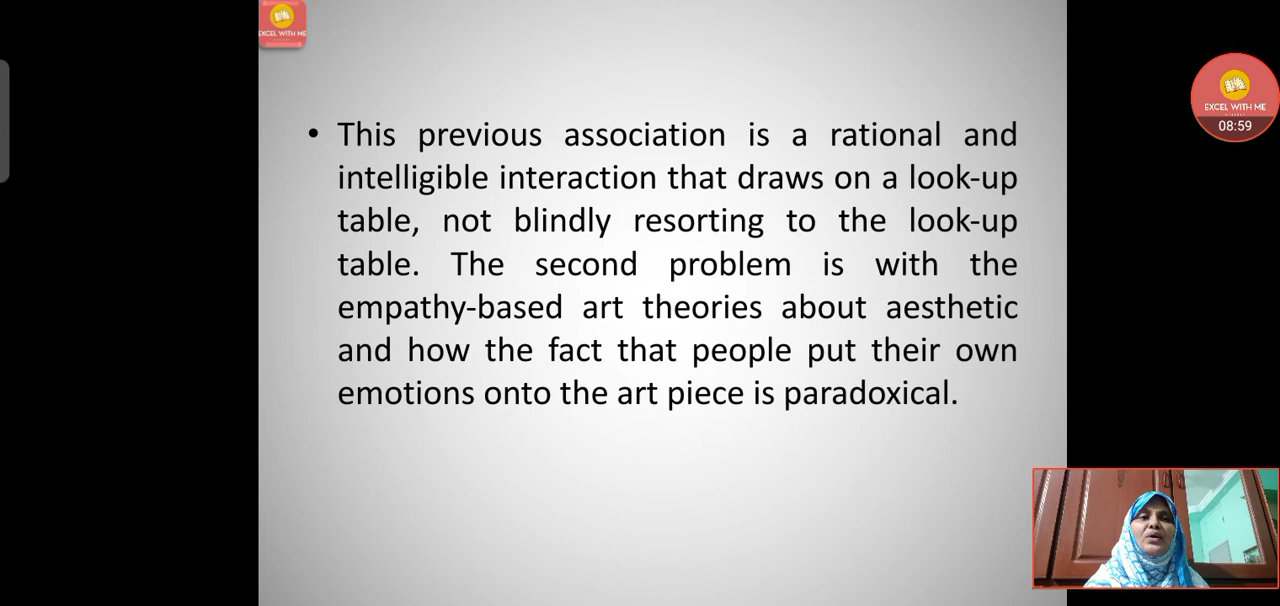 EXCEL WITH ME
• This previous association is a rational and
intelligible interaction that draws on a look-up
table, not blindly resorting to the look-up
table. The second problem is with the
empathy-based art theories about aesthetic
and how the fact that people put their own
emotions onto the art piece is paradoxical.
EXCEL WITH ME
08:59